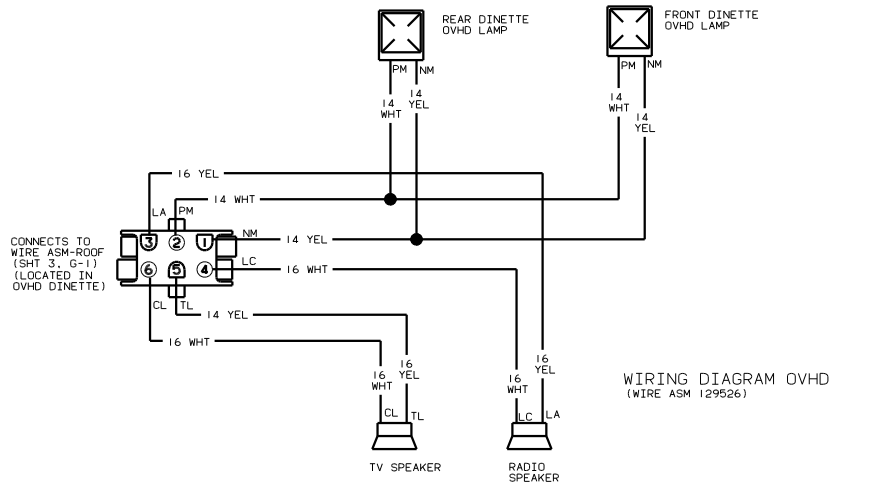 REAR DINETTE
OVHD LAMP
FRONT DINETTE
OVHD LAMP
PM
NM
PM
NM
14
WHT
14
YEL
14
WHT
14
YEL
16 YEL
14 WHT
LA
PM
NM
14 YEL
CONNECTS TO
WIRE ASM-ROOF
(SHT 3, G-1)
(LOCATED IN
OVHD DINETTE)
3
2
1
6
5
4
LC
16 WHT
CL
TL
14 YEL
16 WHT
16
WHT
16
YEL
16
WHT
16
YEL
CL
TL
LC
LA
TV SPEAKER
RADIO
SPEAKER
WIRING DIAGRAM OVHD
(WIRE ASM 129526)